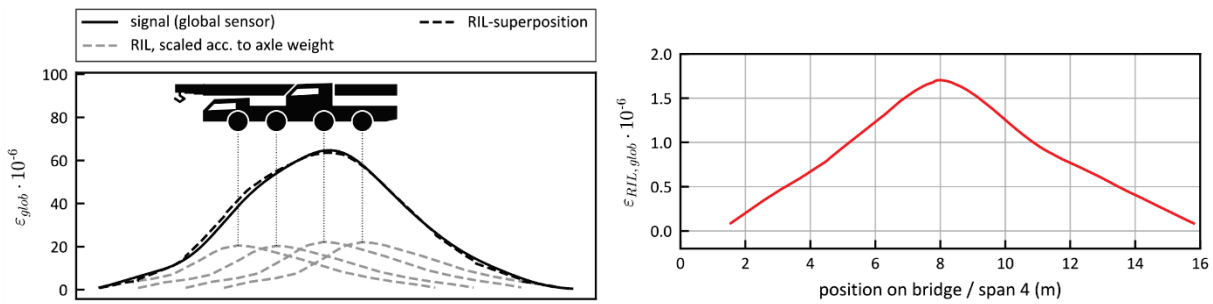 signal (global sensor)
RIL-superposition
RIL, scaled acc. to axle weight
100
80
60
40
20
0
ε_glob · 10^-6
2.0
1.5
1.0
0.5
0.0
ε_RIL,glob · 10^-6
0 2 4 6 8 10 12 14 16
position on bridge / span 4 (m)